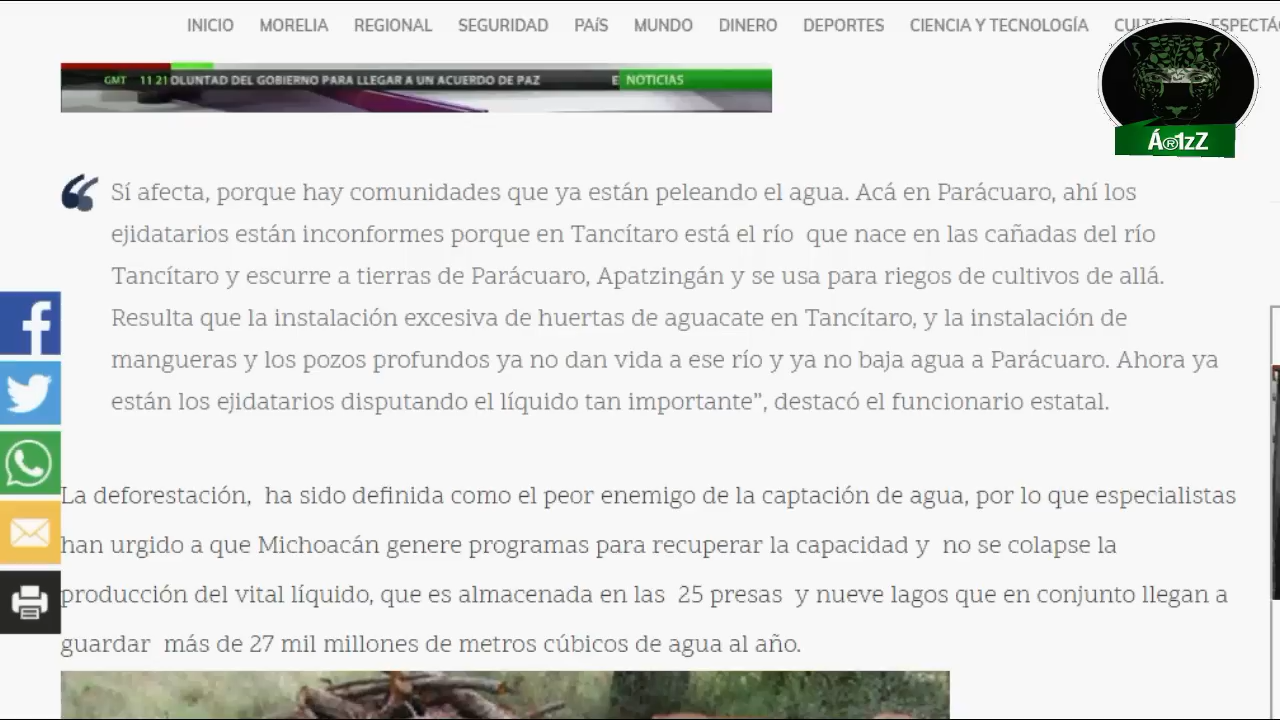 INICIO MORELIA REGIONAL SEGURIDAD PAÍS MUNDO DINERO DEPORTES CIENCIA Y TECNOLOGÍA
GMT 11 21 OLUNTAD DEL GOBIERNO PARA LLEGAR A UN ACUERDO DE PAZ E NOTICIAS
Á®1zZ
“ Sí afecta, porque hay comunidades que ya están peleando el agua. Acá en Parácuaro, ahí los
ejidatarios están inconformes porque en Tancítaro está el río que nace en las cañadas del río
Tancítaro y escurre a tierras de Parácuaro, Apatzingán y se usa para riegos de cultivos de allá.
Resulta que la instalación excesiva de huertas de aguacate en Tancítaro, y la instalación de
mangueras y los pozos profundos ya no dan vida a ese río y ya no baja agua a Parácuaro. Ahora ya
están los ejidatarios disputando el líquido tan importante”, destacó el funcionario estatal.
La deforestación, ha sido definida como el peor enemigo de la captación de agua, por lo que especialistas
han urgido a que Michoacán genere programas para recuperar la capacidad y no se colapse la
producción del vital líquido, que es almacenada en las 25 presas y nueve lagos que en conjunto llegan a
guardar más de 27 mil millones de metros cúbicos de agua al año.